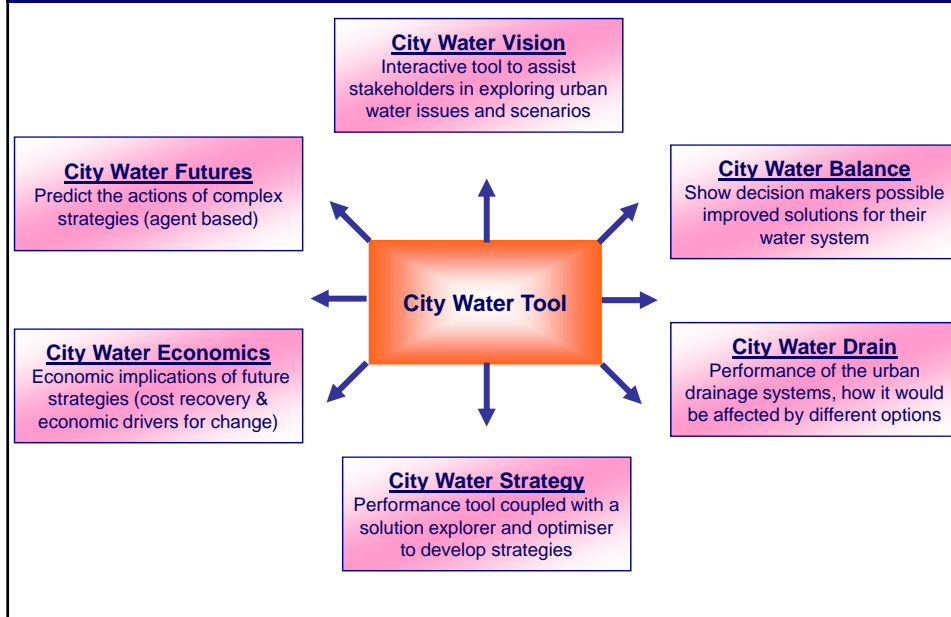 City Water Vision
Interactive tool to assist
stakeholders in exploring urban
water issues and scenarios
City Water Futures
Predict the actions of complex
strategies (agent based)
City Water Balance
Show decision makers possible
improved solutions for their
water system
City Water Tool
City Water Economics
Economic implications of future
strategies (cost recovery &
economic drivers for change)
City Water Drain
Performance of the urban
drainage systems, how it would
be affected by different options
City Water Strategy
Performance tool coupled with a
solution explorer and optimiser
to develop strategies